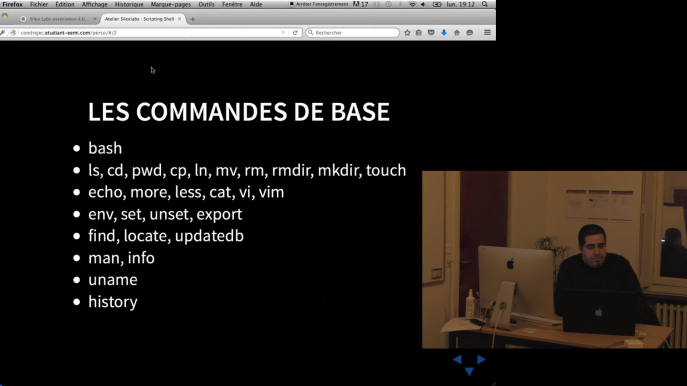 Firefox Fichier Édition Affichage Historique Marque-pages Outils Fenêtre Aide Arrêter l'enregistrement 17 lun. 19:12
Silex Labs association à b...
Atelier Silexlabs : Scripting Shell
.etudiant-eemi.com/perso/#/2
Rechercher
LES COMMANDES DE BASE
bash
ls, cd, pwd, cp, ln, mv, rm, rmdir, mkdir, touch
echo, more, less, cat, vi, vim
env, set, unset, export
find, locate, updatedb
man, info
uname
history